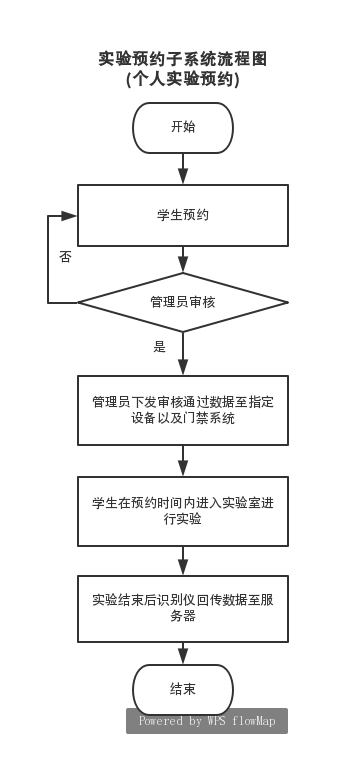 实验预约子系统流程图
(个人实验预约)
开始
学生预约
否
管理员审核
是
管理员下发审核通过数据至指定
设备以及门禁系统
学生在预约时间内进入实验室进
行实验
实验结束后识别仪回传数据至服
务器
结束
Powered by WPS flowMap